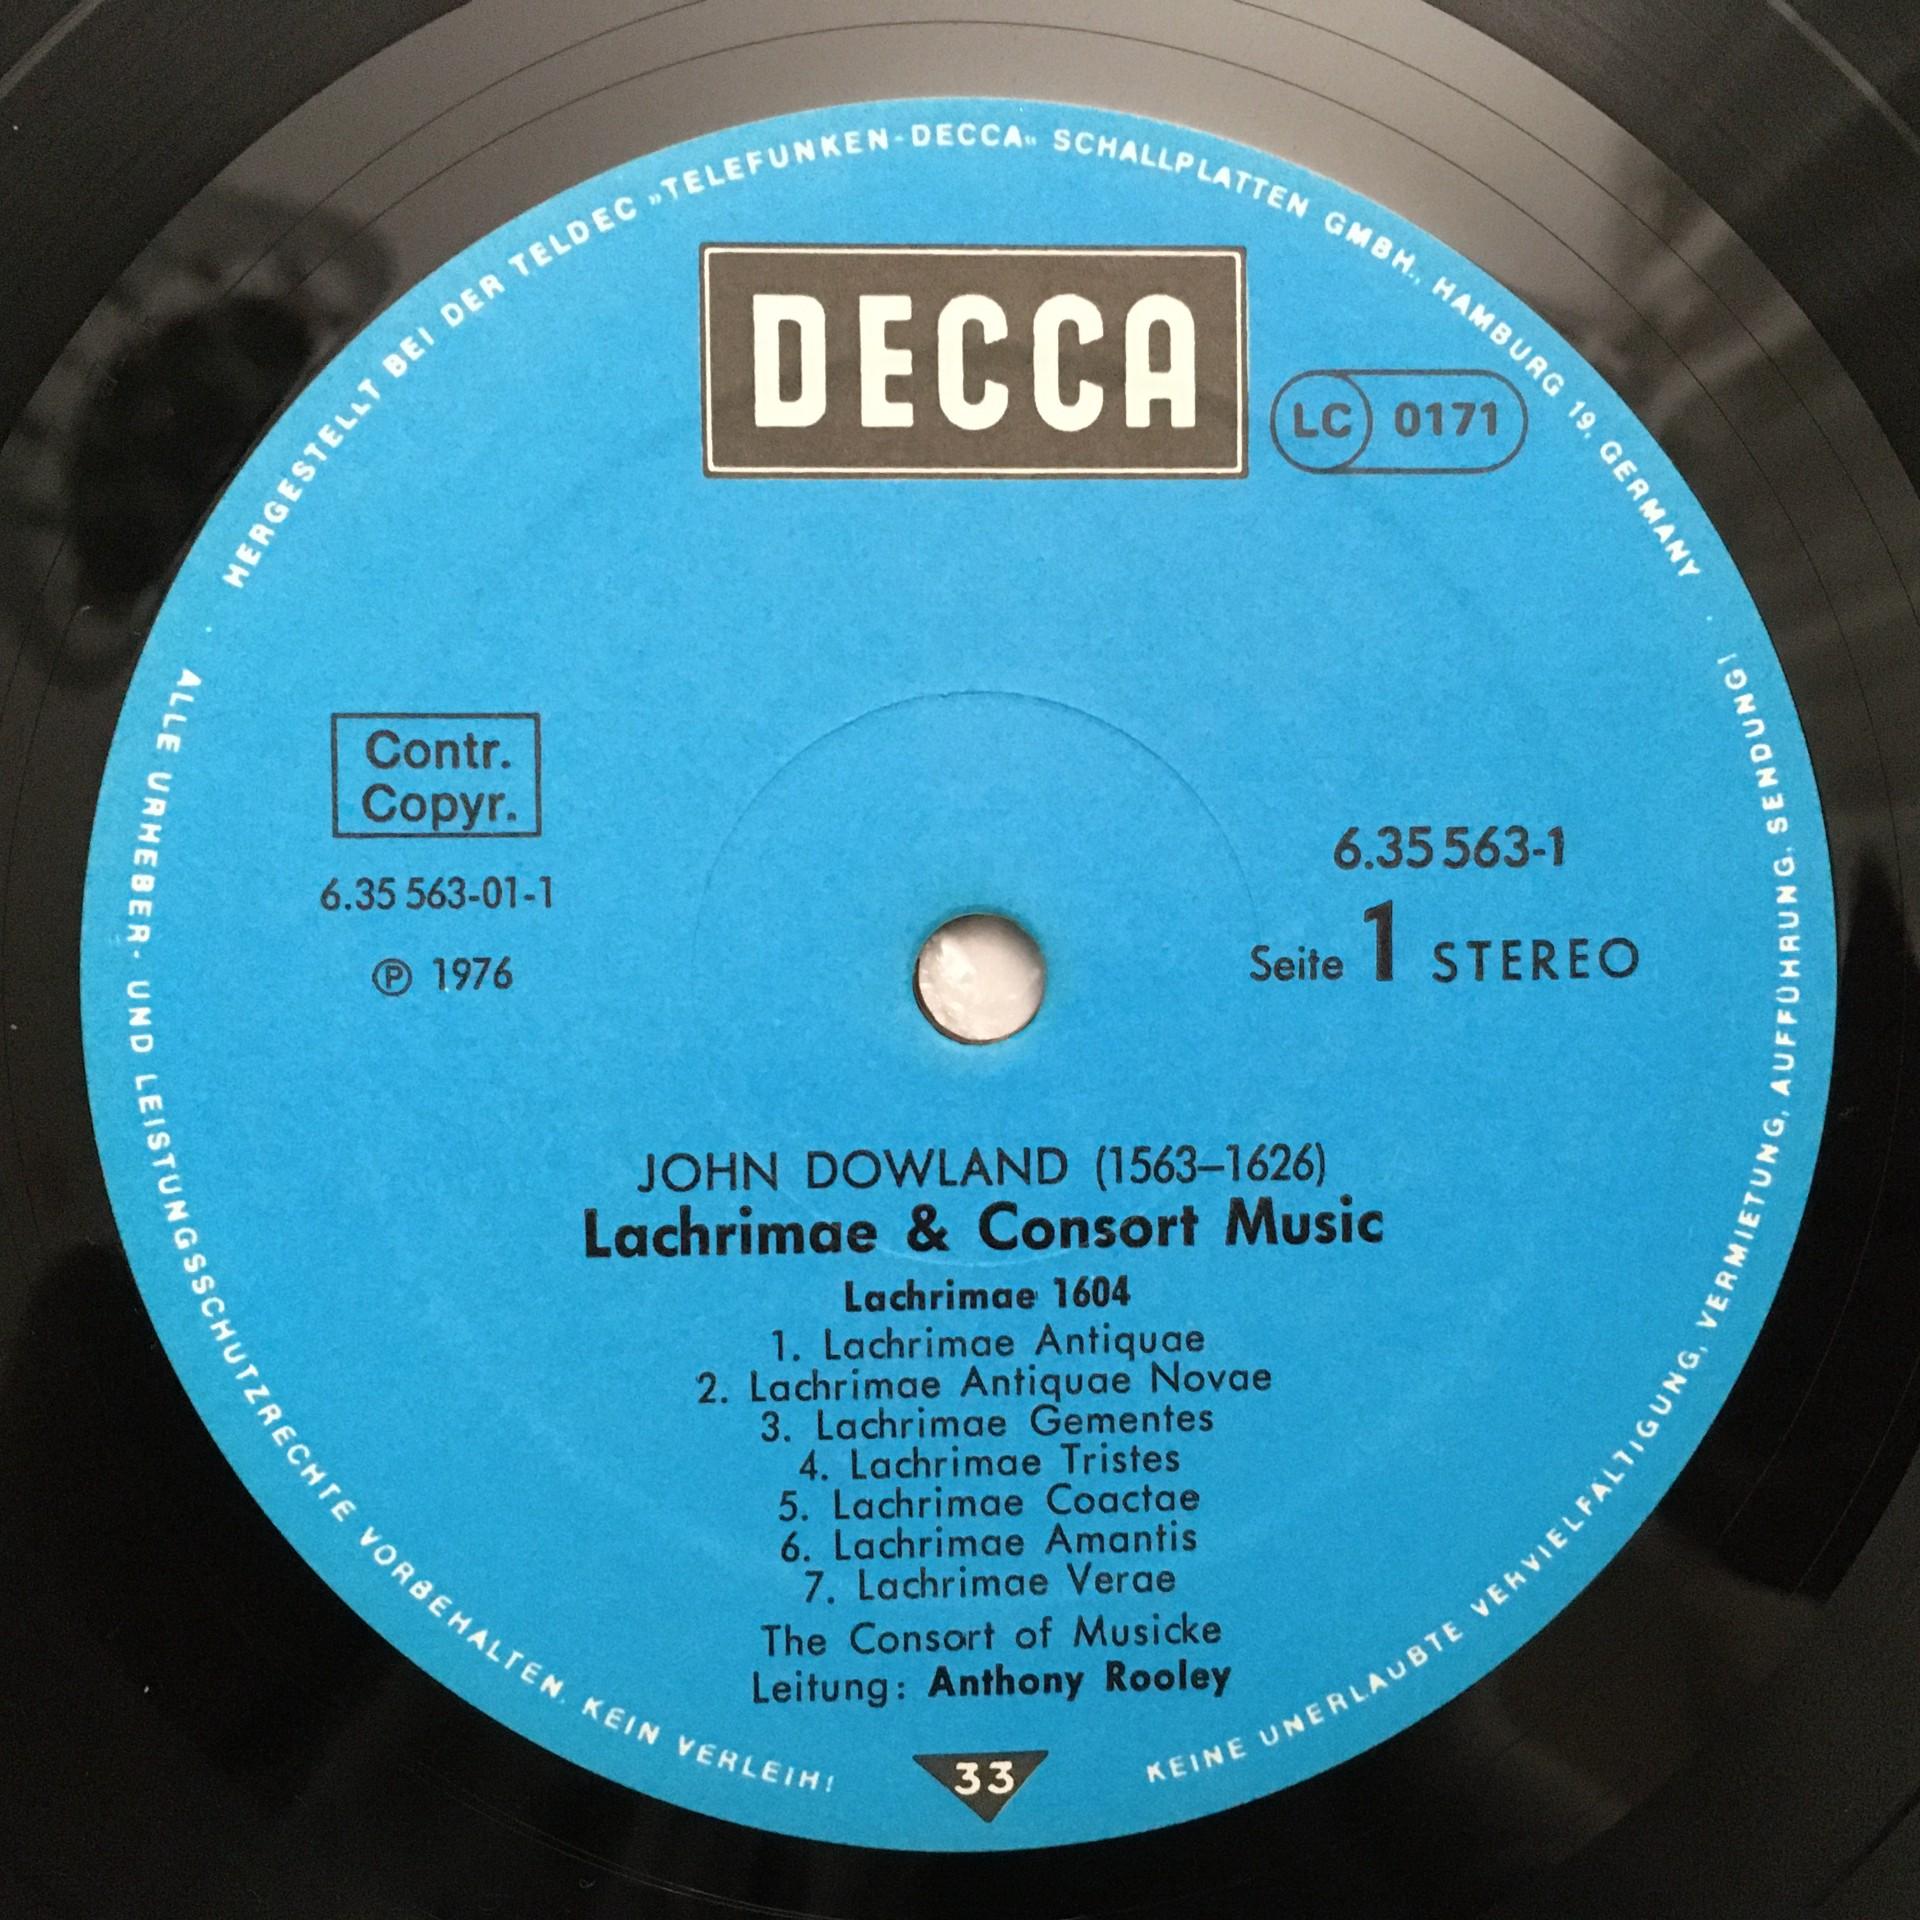 HERGESTELLT BEI DER TELDEC »TELEFUNKEN-DECCA« SCHALLPLATTEN GMBH., HAMBURG 19, GERMANY
DECCA
LC 0171
Contr.
Copyr.
6.35 563-01-1
Ⓟ 1976
6.35 563-1
Seite 1 STEREO
JOHN DOWLAND (1563–1626)
Lachrimae & Consort Music
Lachrimae 1604
1. Lachrimae Antiquae
2. Lachrimae Antiquae Novae
3. Lachrimae Gementes
4. Lachrimae Tristes
5. Lachrimae Coactae
6. Lachrimae Amantis
7. Lachrimae Verae
The Consort of Musicke
Leitung: Anthony Rooley
33
ALLE URHEBER- UND LEISTUNGSSCHUTZRECHTE VORBEHALTEN. KEIN VERLEIH!
KEINE UNERLAUBTE VERVIELFÄLTIGUNG, VERMIETUNG, AUFFÜHRUNG, SENDUNG!